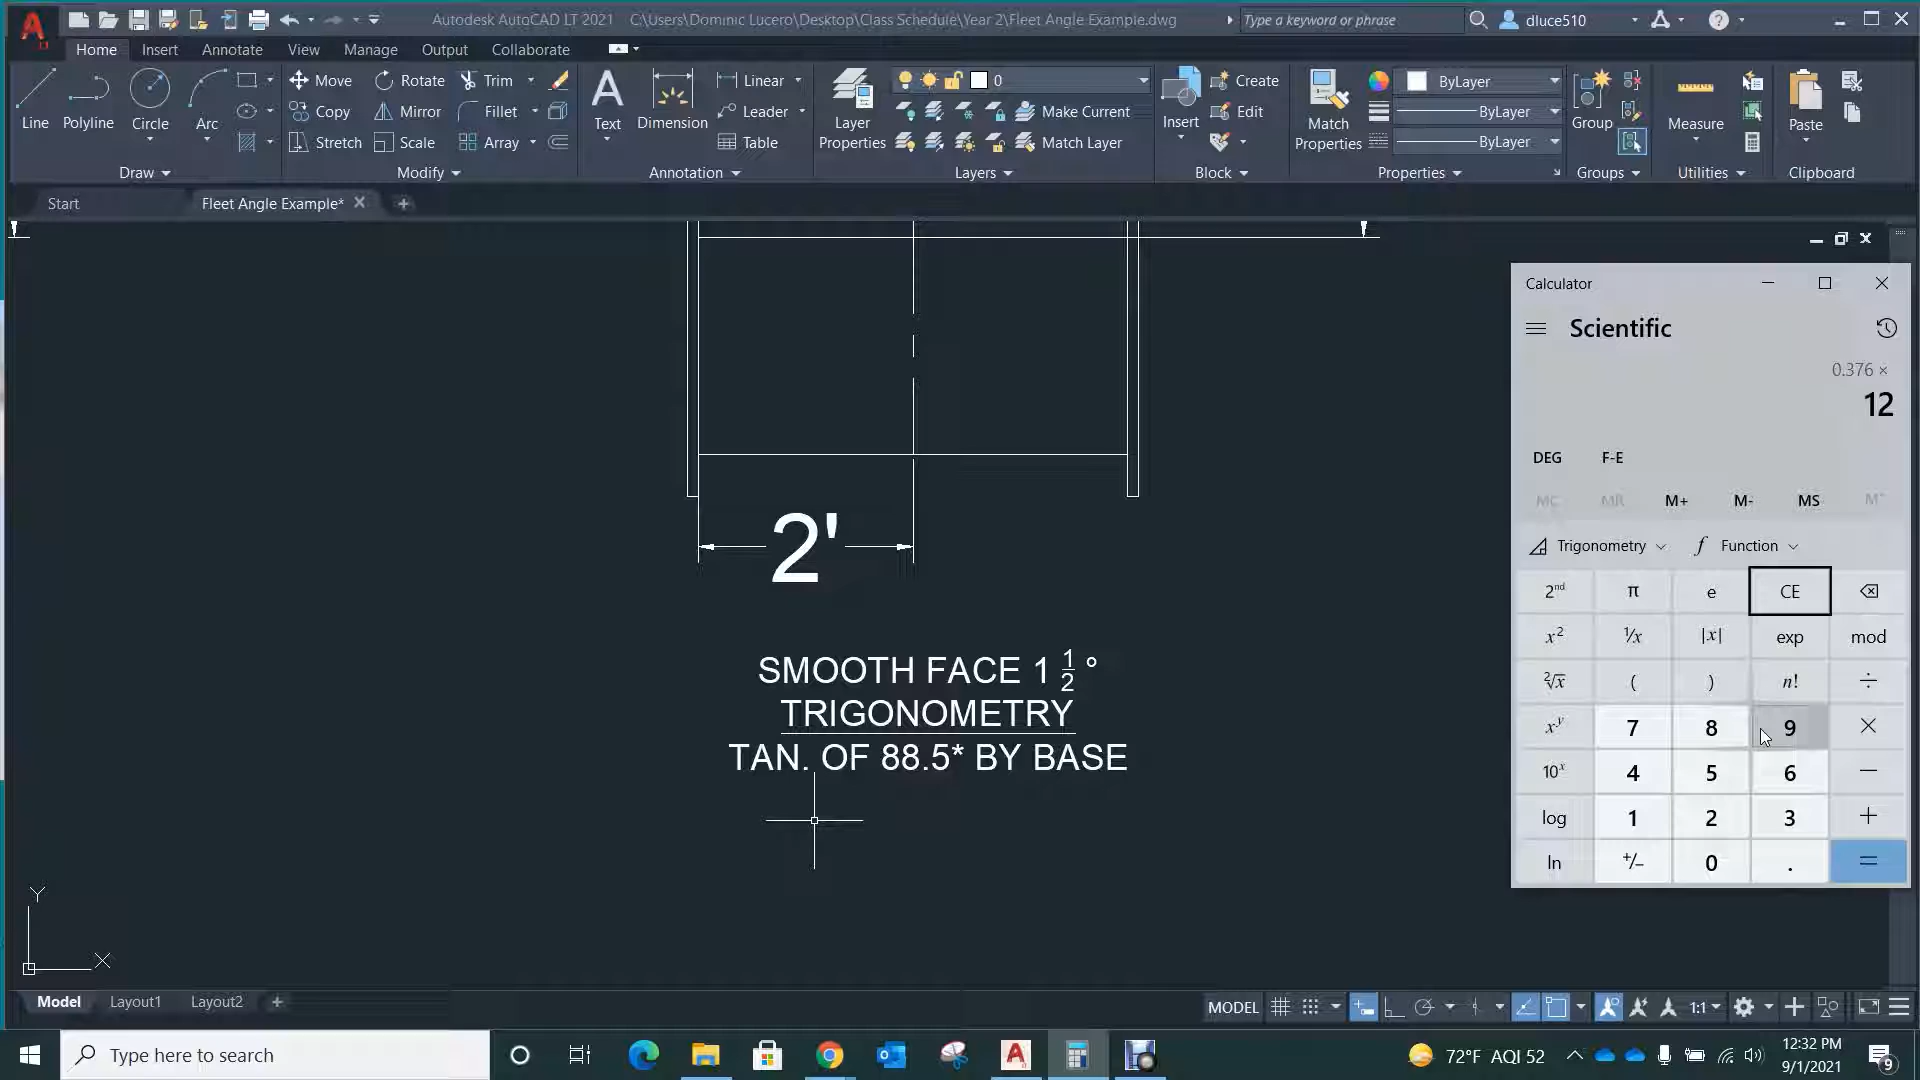 Autodesk AutoCAD LT 2021 C:\Users\Dominic Lucero\Desktop\Class Schedule\Year 2\Fleet Angle Example.dwg
Type a keyword or phrase
dluce510
Home Insert Annotate View Manage Output Collaborate
Line Polyline Circle Arc
Move Rotate Trim
Copy Mirror Fillet
Stretch Scale Array
Text Dimension
Linear
Leader
Table
Layer Properties
0
Make Current
Match Layer
Insert
Create
Edit
Match Properties
ByLayer
ByLayer
ByLayer
Group
Measure
Paste
Draw Modify Annotation Layers Block Properties Groups Utilities Clipboard
Start
Fleet Angle Example*
2'
SMOOTH FACE 1 1/2 °
TRIGONOMETRY
TAN. OF 88.5* BY BASE
Calculator
Scientific
0.376 ×
12
DEG F-E
MC MR M+ M- MS M˅
Trigonometry Function
2nd π e CE
x² ¹⁄x |x| exp mod
²√x ( ) n! ÷
xʸ 7 8 9 ×
10ˣ 4 5 6 −
log 1 2 3 +
ln +/− 0 . =
Y
X
Model Layout1 Layout2 +
MODEL
1:1
Type here to search
72°F AQI 52
12:32 PM
9/1/2021
9